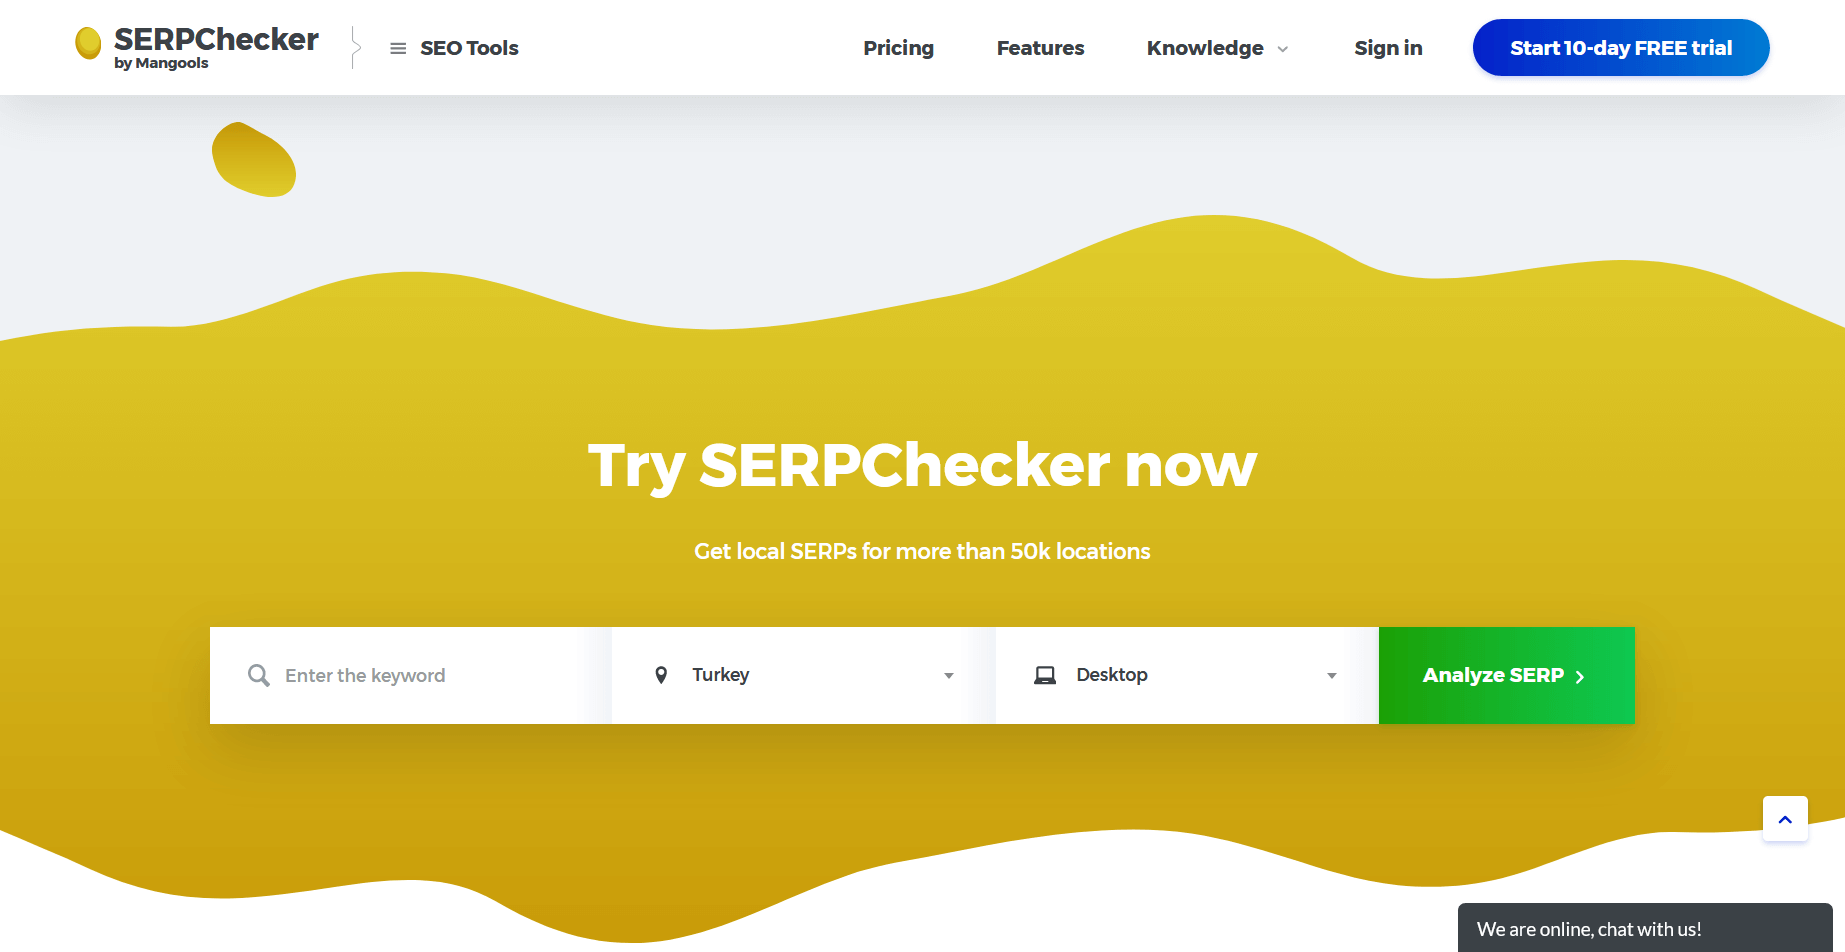 SERPChecker
by Mangools
SEO Tools
Pricing
Features
Knowledge
Sign in
Start 10-day FREE trial
Try SERPChecker now
Get local SERPs for more than 50k locations
Enter the keyword
Turkey
Desktop
Analyze SERP
We are online, chat with us!